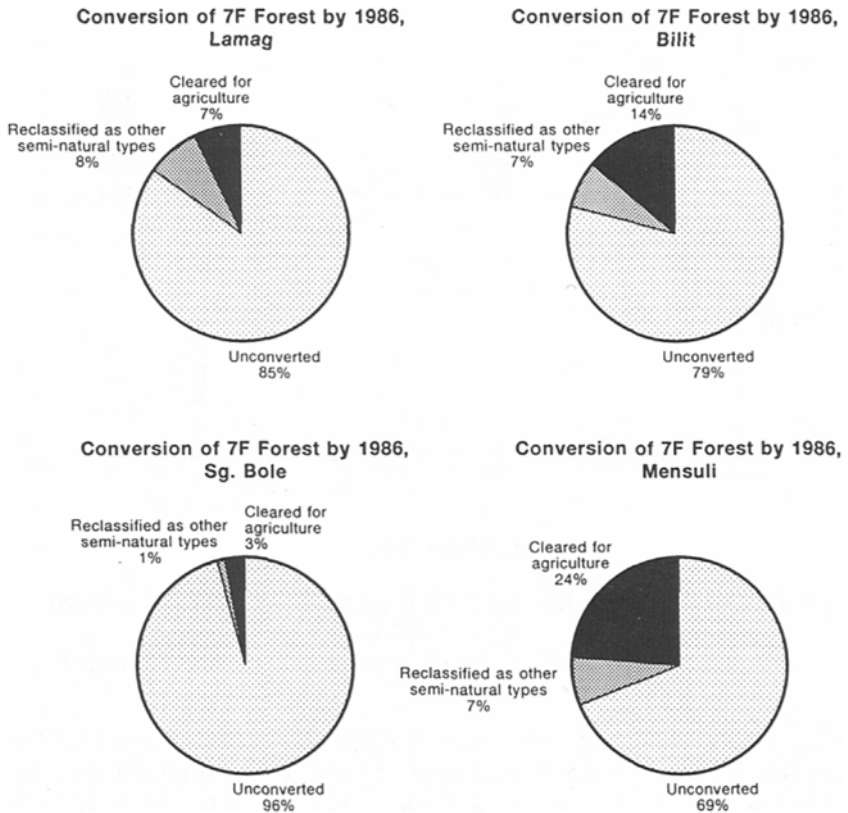 Conversion of 7F Forest by 1986,
Lamag
Cleared for
agriculture
7%
Reclassified as other
semi-natural types
8%
Unconverted
85%
Conversion of 7F Forest by 1986,
Bilit
Cleared for
agriculture
14%
Reclassified as other
semi-natural types
7%
Unconverted
79%
Conversion of 7F Forest by 1986,
Sg. Bole
Reclassified as other
semi-natural types
1%
Cleared for
agriculture
3%
Unconverted
96%
Conversion of 7F Forest by 1986,
Mensuli
Cleared for
agriculture
24%
Reclassified as other
semi-natural types
7%
Unconverted
69%